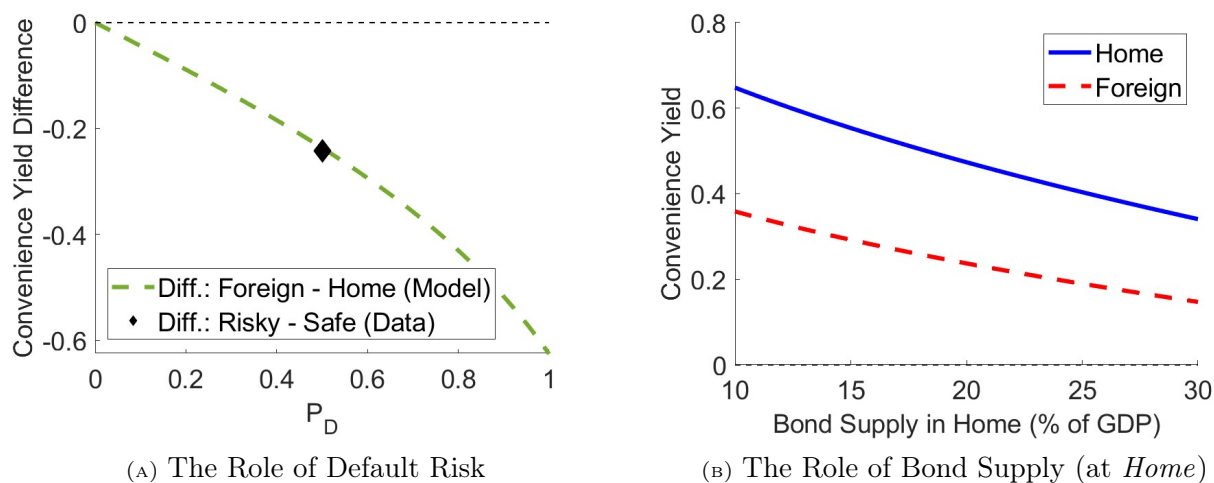 Convenience Yield Difference
0
-0.2
-0.4
-0.6
Diff.: Foreign - Home (Model)
Diff.: Risky - Safe (Data)
0 0.2 0.4 0.6 0.8 1
P_D
(A) The Role of Default Risk
Convenience Yield
0.8
0.6
0.4
0.2
0
Home
Foreign
10 15 20 25 30
Bond Supply in Home (% of GDP)
(B) The Role of Bond Supply (at Home)